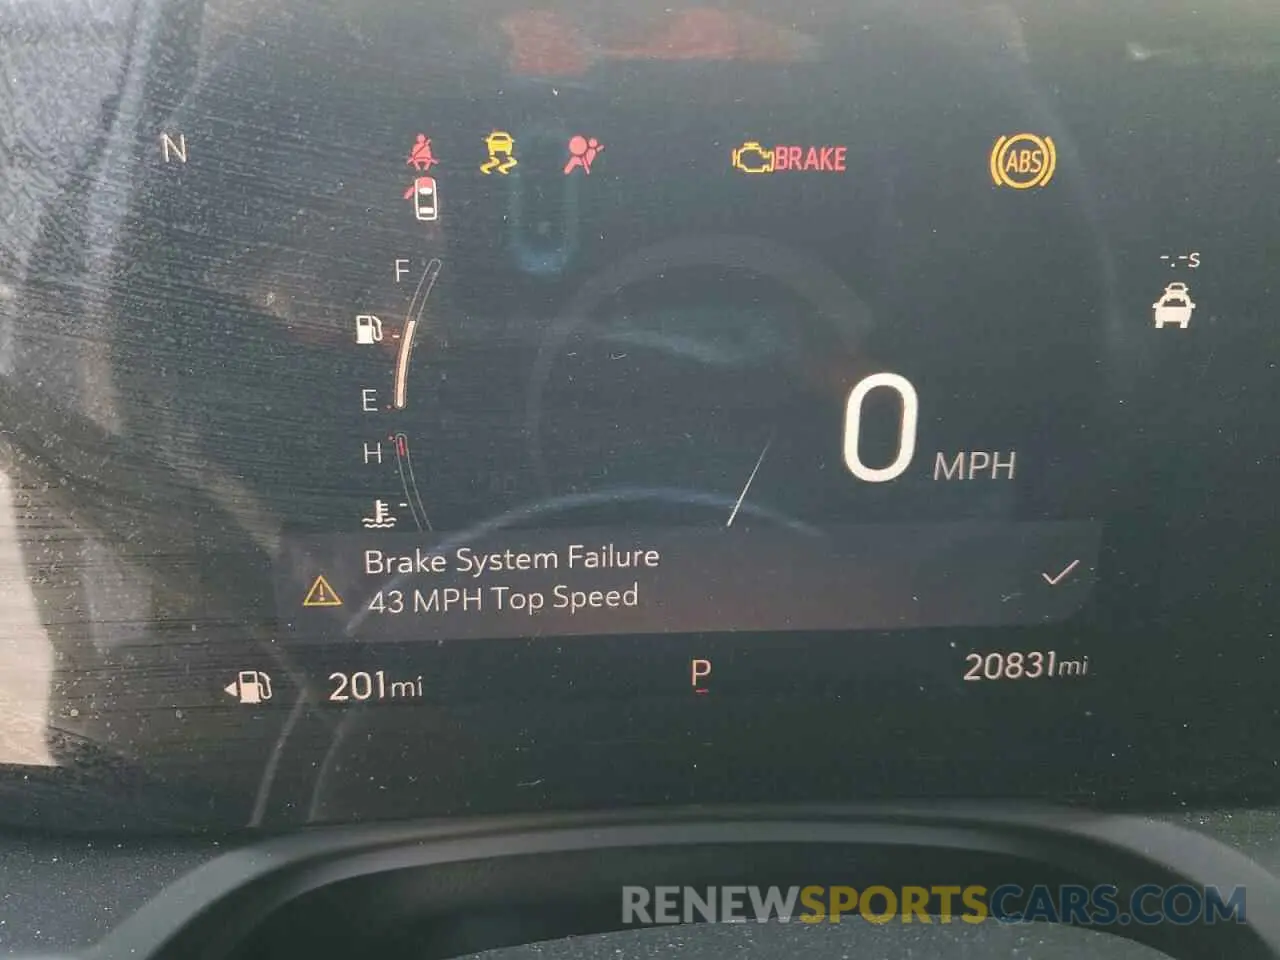 N
BRAKE
ABS
-.-s
F
E
H
0 MPH
Brake System Failure
43 MPH Top Speed
201mi
P
20831mi
RENEWSPORTSCARS.COM